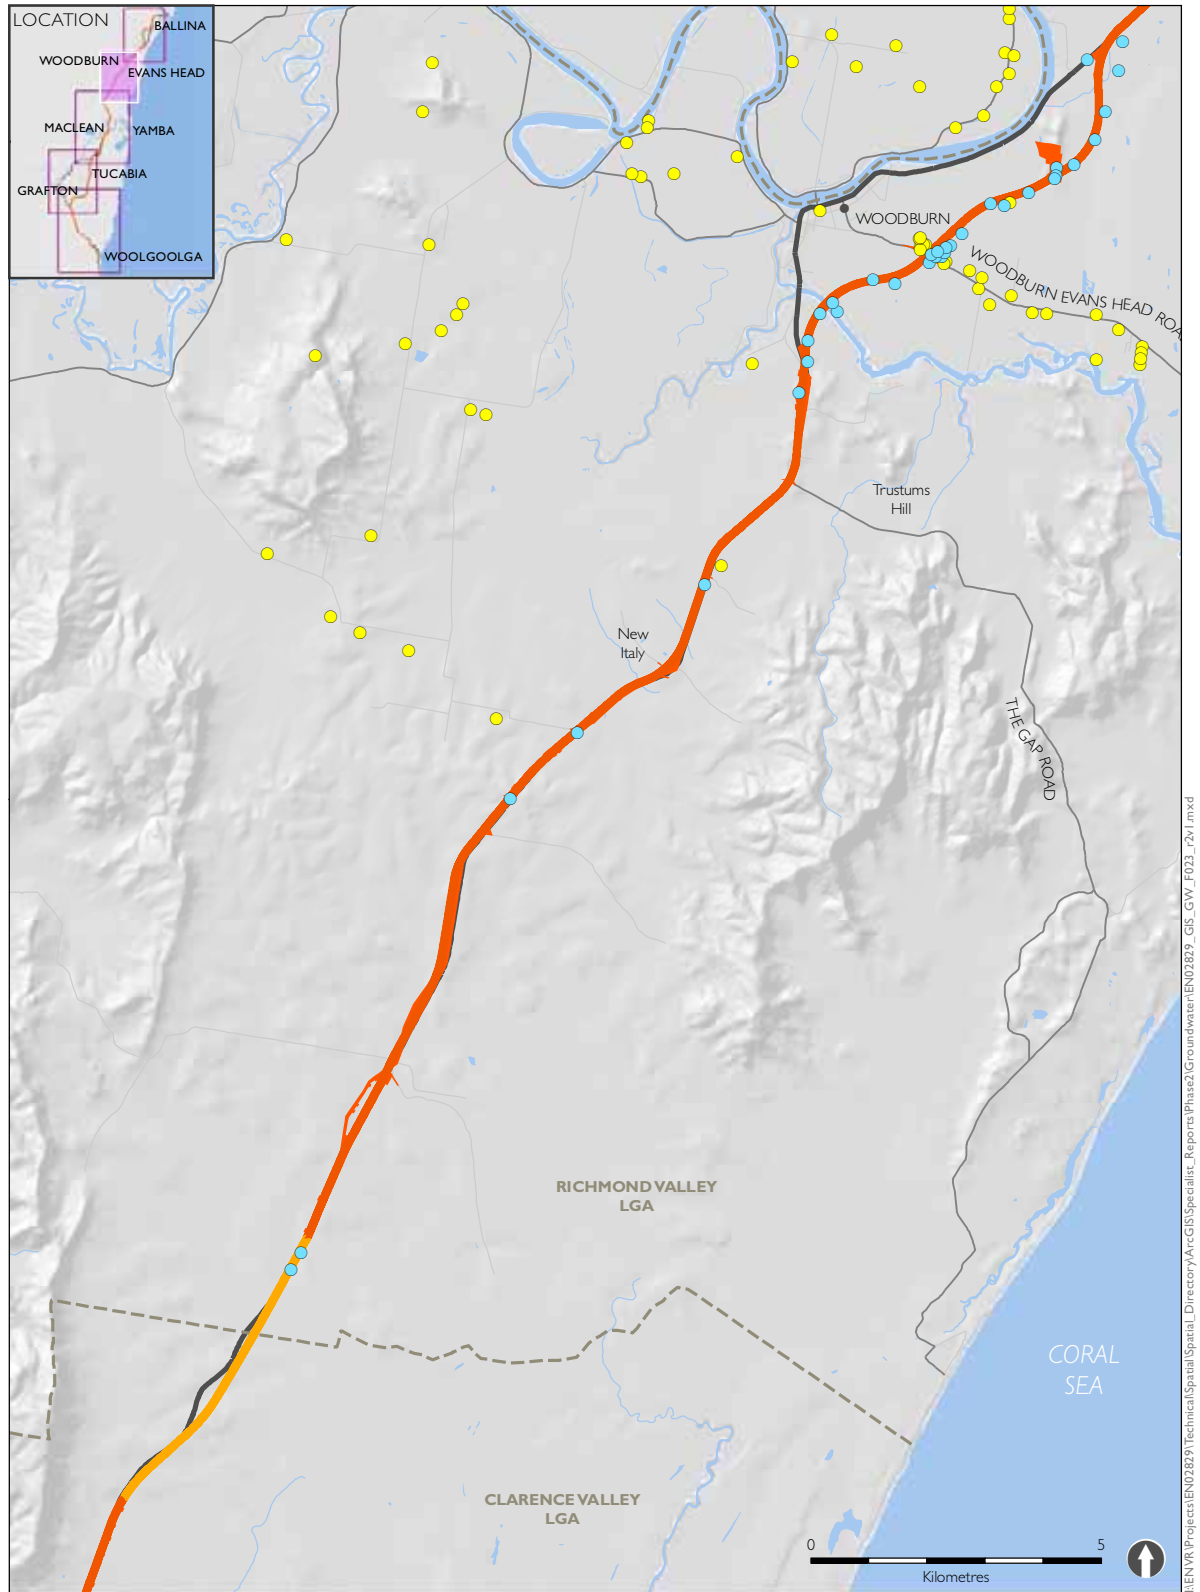 LOCATION
BALLINA
WOODBURN
EVANS HEAD
MACLEAN
YAMBA
TUCABIA
GRAFTON
WOOLGOOLGA
WOODBURN
WOODBURN EVANS HEAD ROA
Trustums
Hill
New
Italy
THE GAP ROAD
RICHMOND VALLEY
LGA
CORAL
SEA
CLARENCE VALLEY
LGA
0 5
Kilometres
ENVR\Projects\EN02829\Technical\Spatial\Spatial_Directory\ArcGIS\Specialist_Reports\Phase2\Groundwater\EN02829_GIS_GW_F023_r2v1.mxd